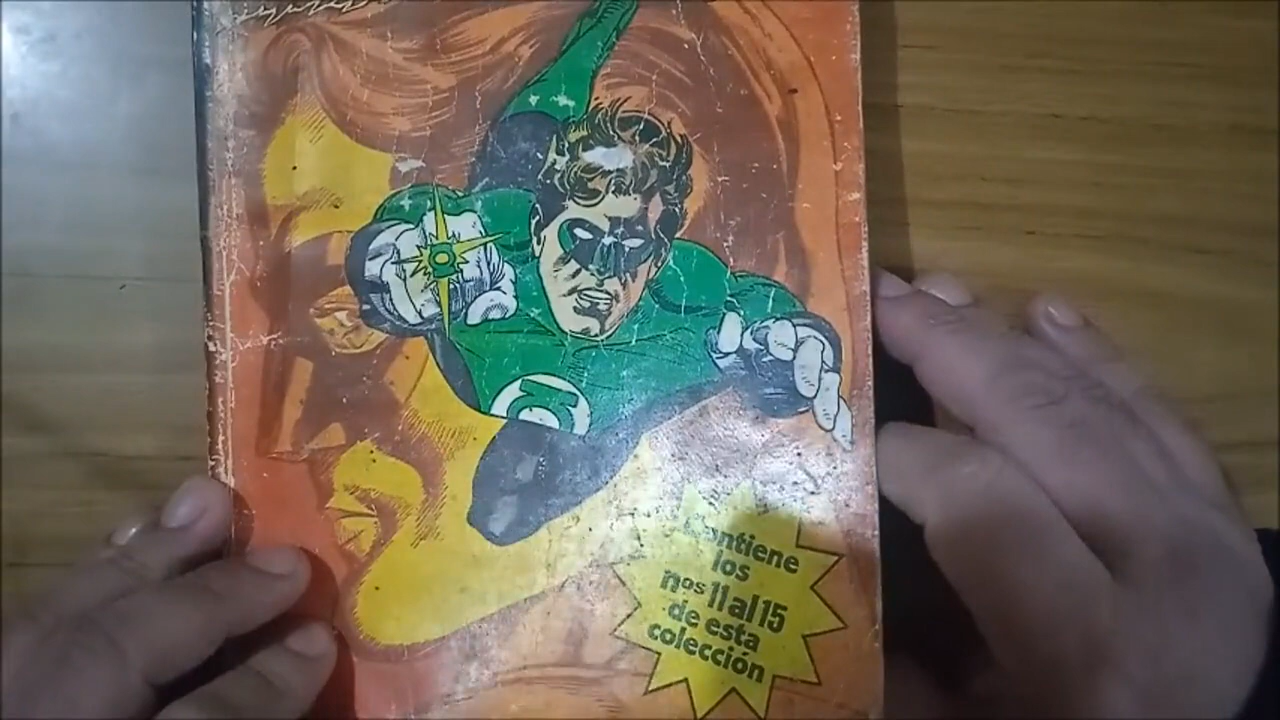 Contiene
los
nos 11 al 15
de esta
colección